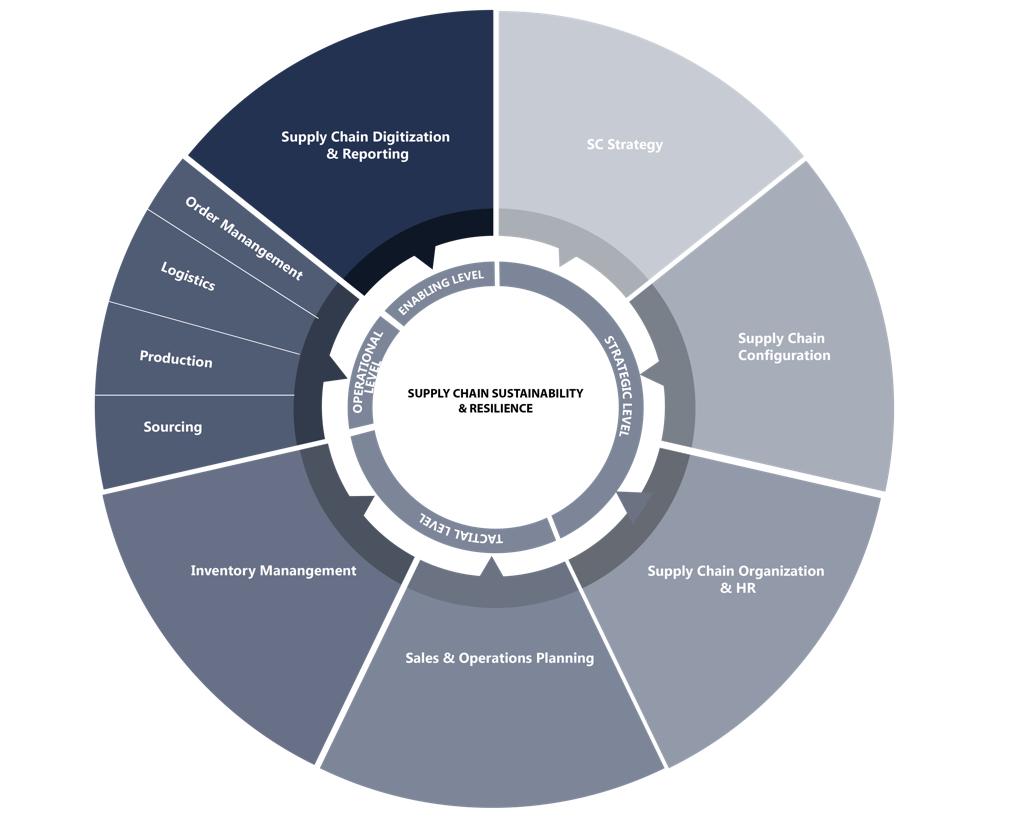 Supply Chain Digitization
& Reporting
SC Strategy
Order Manangement
Logistics
Production
Sourcing
Supply Chain
Configuration
ENABLING LEVEL
OPERATIONAL
LEVEL
STRATEGIC LEVEL
SUPPLY CHAIN SUSTAINABILITY
& RESILIENCE
TACTIAL LEVEL
Inventory Manangement
Supply Chain Organization
& HR
Sales & Operations Planning